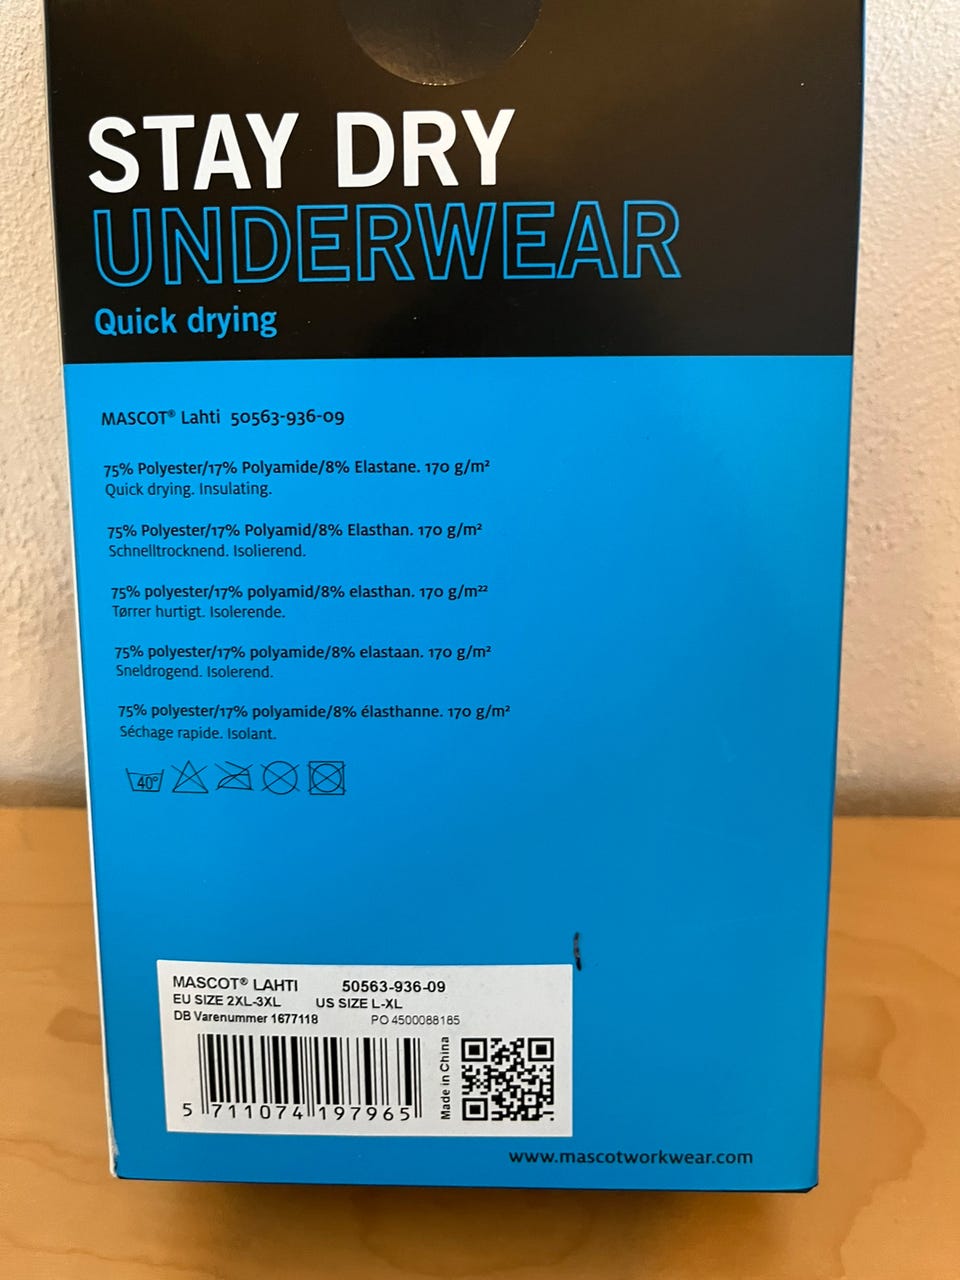 STAY DRY
UNDERWEAR
Quick drying
MASCOT® Lahti 50563-936-09
75% Polyester/17% Polyamide/8% Elastane. 170 g/m²
Quick drying. Insulating.
75% Polyester/17% Polyamid/8% Elasthan. 170 g/m²
Schnelltrocknend. Isolierend.
75% polyester/17% polyamid/8% elasthan. 170 g/m²²
Tørrer hurtigt. Isolerende.
75% polyester/17% polyamide/8% elastaan. 170 g/m²
Sneldrogend. Isolerend.
75% polyester/17% polyamide/8% élasthanne. 170 g/m²
Séchage rapide. Isolant.
40°
MASCOT® LAHTI 50563-936-09
EU SIZE 2XL-3XL US SIZE L-XL
DB Varenummer 1677118 PO 4500088185
Made in China
5 711074 197965
www.mascotworkwear.com